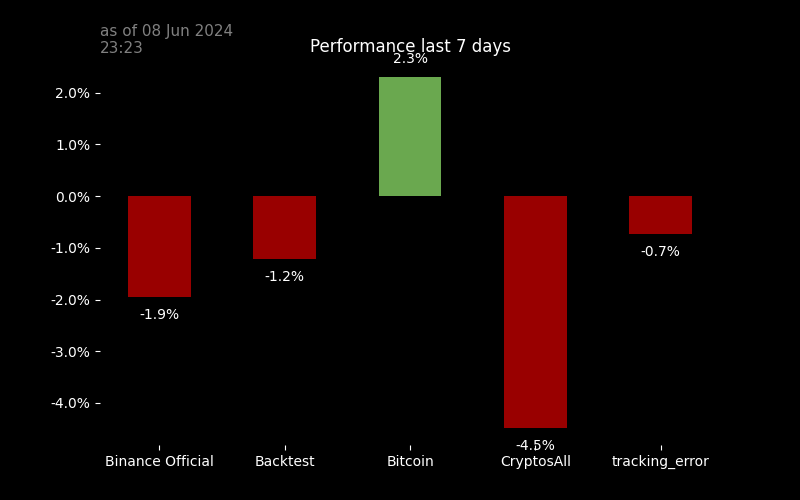 as of 08 Jun 2024
23:23
Performance last 7 days
2.3%
2.0%
1.0%
0.0%
-1.0%
-2.0%
-3.0%
-4.0%
-1.9%
-1.2%
-0.7%
-4.5%
Binance Official
Backtest
Bitcoin
CryptosAll
tracking_error